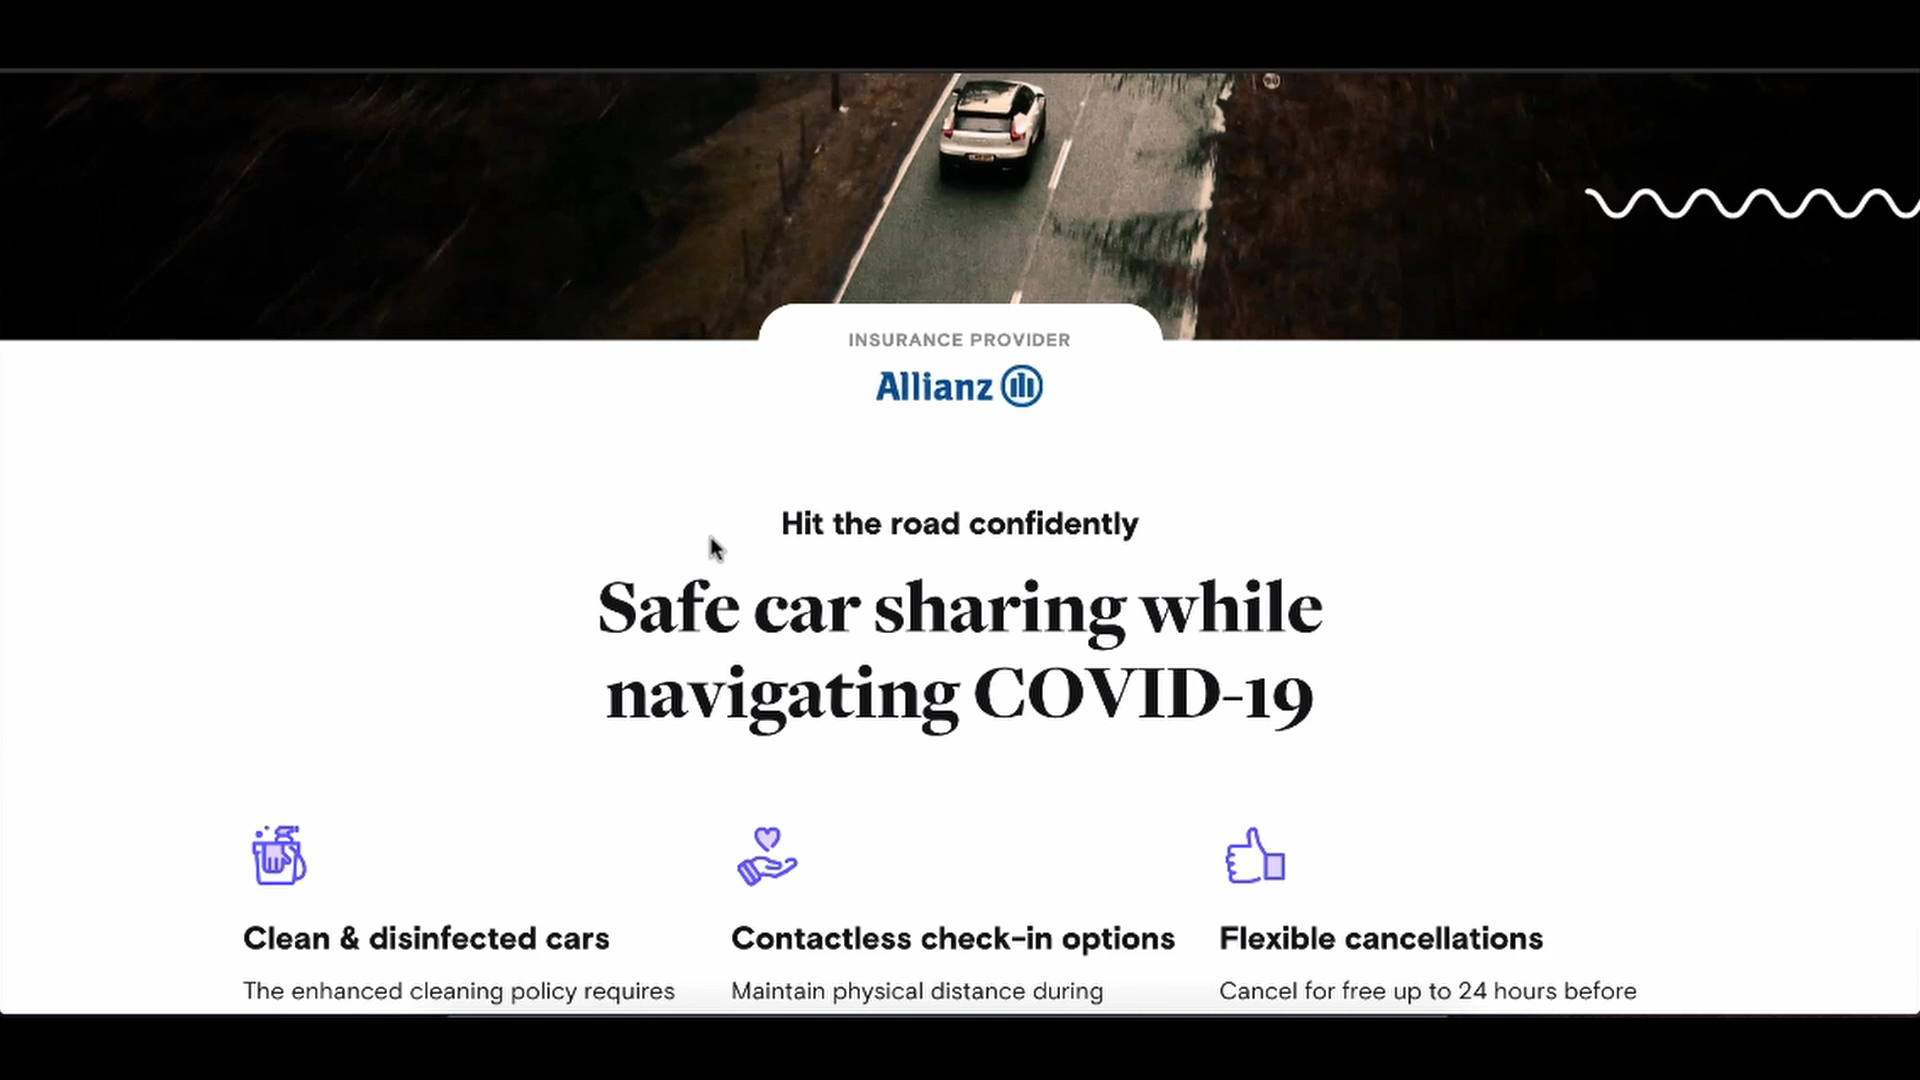 INSURANCE PROVIDER
Allianz
Hit the road confidently
Safe car sharing while
navigating COVID-19
Clean & disinfected cars
Contactless check-in options
Flexible cancellations
The enhanced cleaning policy requires
Maintain physical distance during
Cancel for free up to 24 hours before